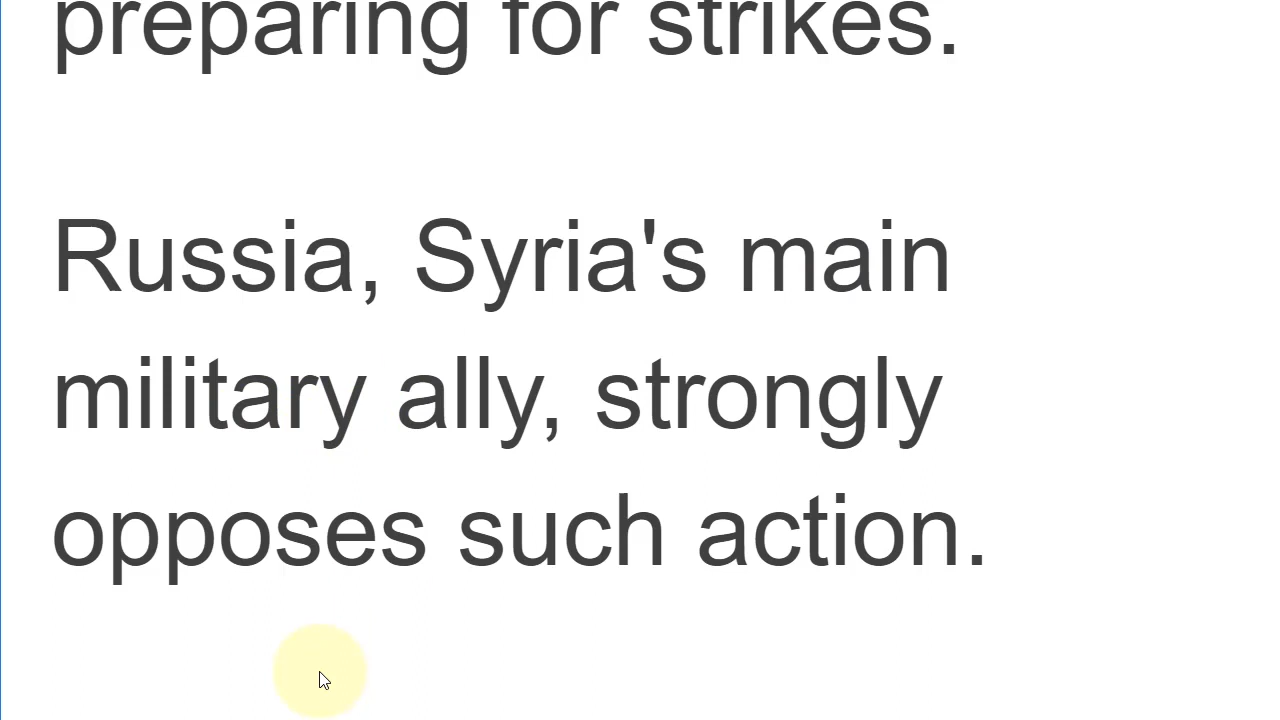 preparing for strikes.
Russia, Syria's main
military ally, strongly
opposes such action.